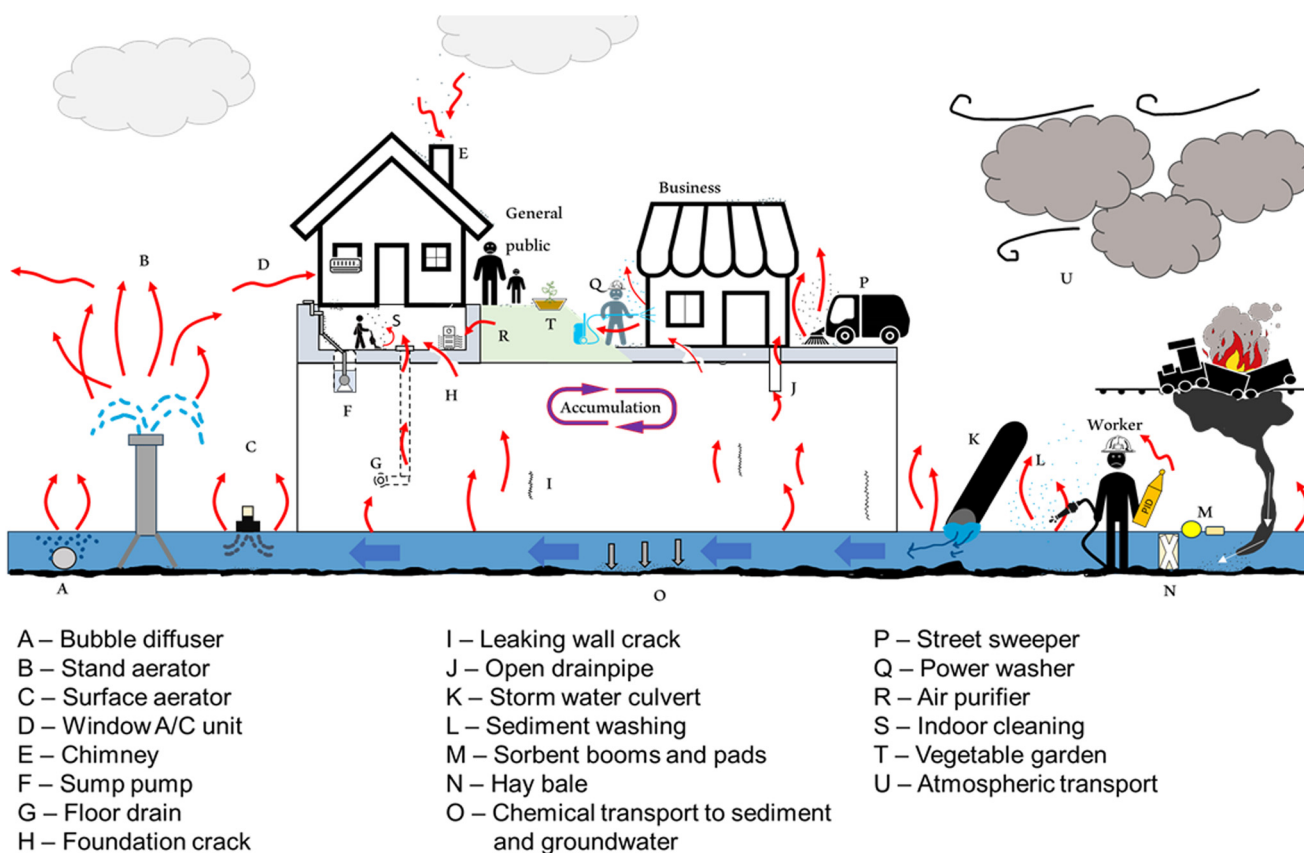 E
Business
General
public
B
D
Q
P
U
S
R
T
H
F
J
Accumulation
K
Worker
C
G
I
L
PID
M
A
O
N
A – Bubble diffuser
B – Stand aerator
C – Surface aerator
D – Window A/C unit
E – Chimney
F – Sump pump
G – Floor drain
H – Foundation crack
I – Leaking wall crack
J – Open drainpipe
K – Storm water culvert
L – Sediment washing
M – Sorbent booms and pads
N – Hay bale
O – Chemical transport to sediment
and groundwater
P – Street sweeper
Q – Power washer
R – Air purifier
S – Indoor cleaning
T – Vegetable garden
U – Atmospheric transport